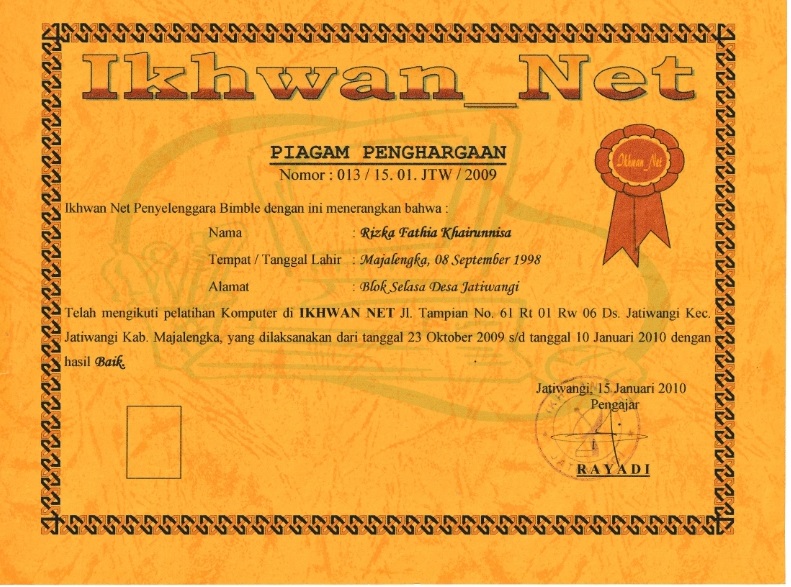 Ikhwan_Net
PIAGAM PENGHARGAAN
Nomor : 013 / 15. 01. JTW / 2009
Ikhwan_Net
Ikhwan Net Penyelenggara Bimble dengan ini menerangkan bahwa :
Nama : Rizka Fathia Khairunnisa
Tempat / Tanggal Lahir : Majalengka, 08 September 1998
Alamat : Blok Selasa Desa Jatiwangi
Telah mengikuti pelatihan Komputer di IKHWAN NET Jl. Tampian No. 61 Rt 01 Rw 06 Ds. Jatiwangi Kec.
Jatiwangi Kab. Majalengka, yang dilaksanakan dari tanggal 23 Oktober 2009 s/d tanggal 10 Januari 2010 dengan
hasil Baik.
Jatiwangi, 15 Januari 2010
Pengajar
RAYADI